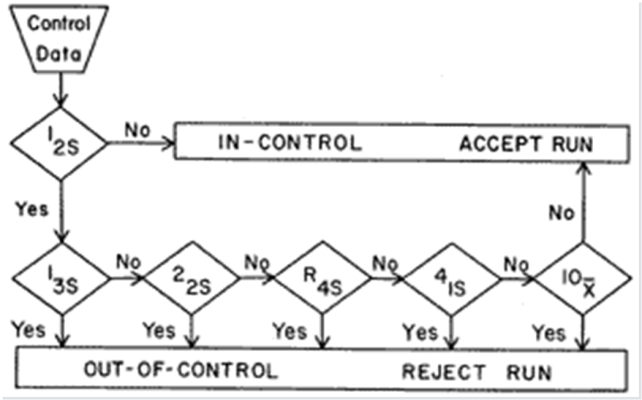 Control
Data
1 2S
No
IN-CONTROL ACCEPT RUN
Yes
No
1 3S
No
2 2S
No
R 4S
No
4 1S
No
10 X̅
Yes
Yes
Yes
Yes
Yes
OUT-OF-CONTROL REJECT RUN